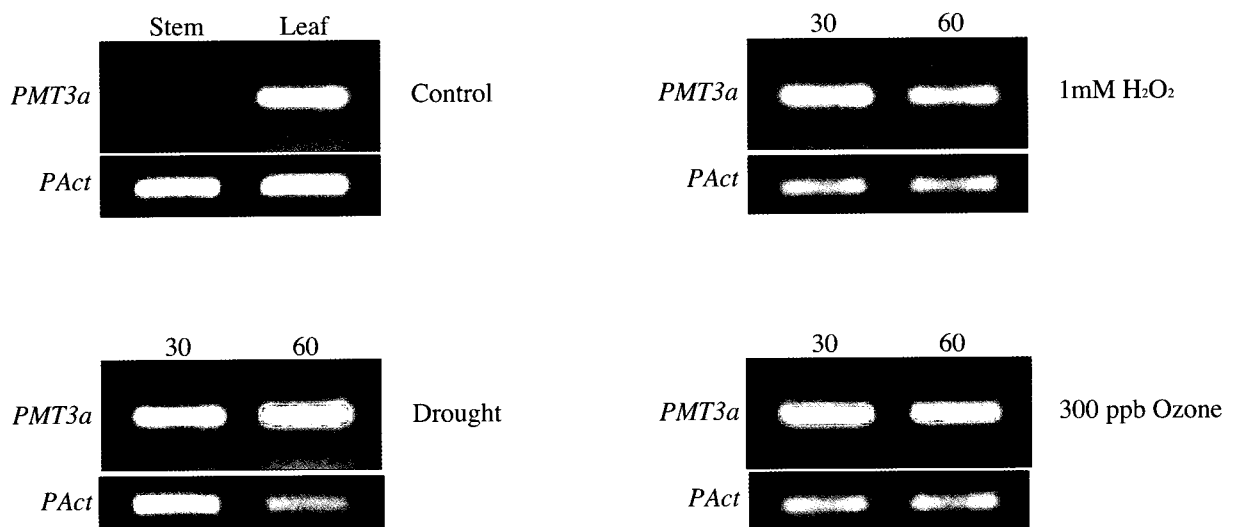 Stem Leaf
PMT3a Control
PAct
30 60
PMT3a 1mM H₂O₂
PAct
30 60
PMT3a Drought
PAct
30 60
PMT3a 300 ppb Ozone
PAct